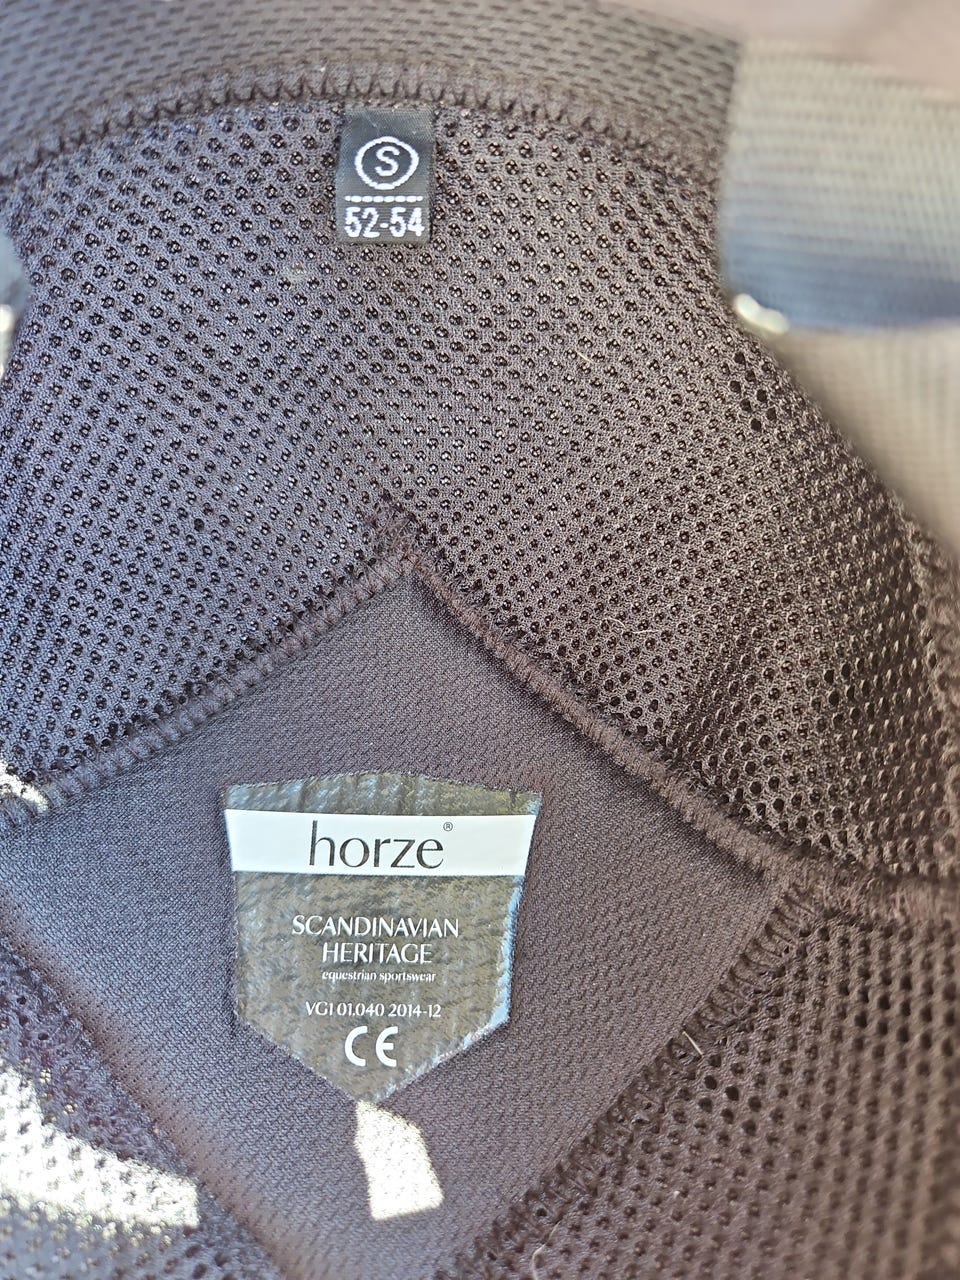 S
52-54
horze®
SCANDINAVIAN
HERITAGE
equestrian sportswear
VG1 01.040 2014-12
CE